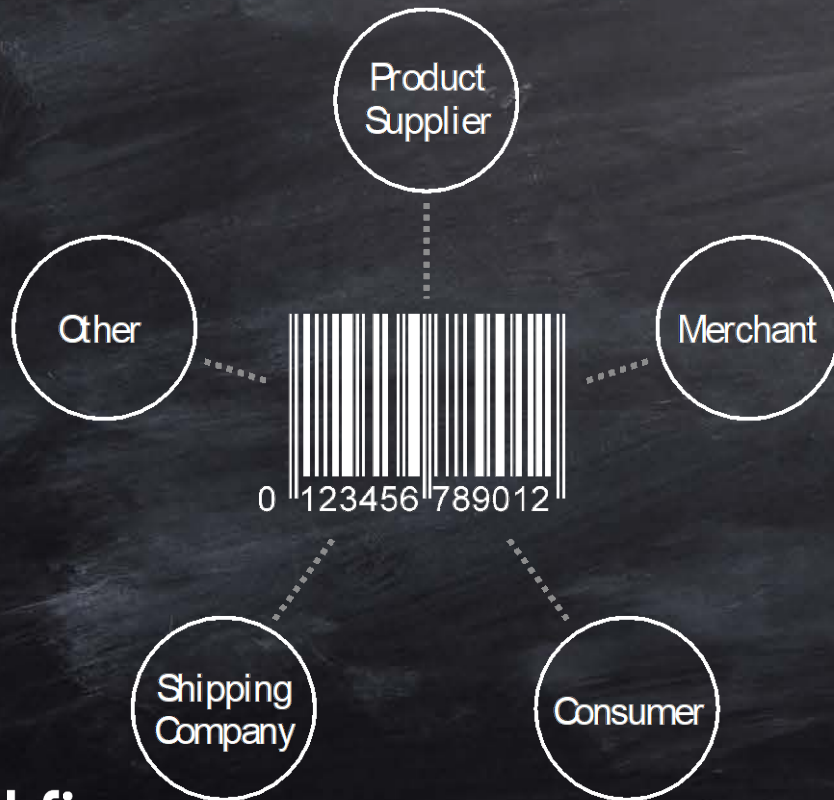 Product
Supplier
Other
Merchant
0 123456 789012
Shipping
Company
Consumer